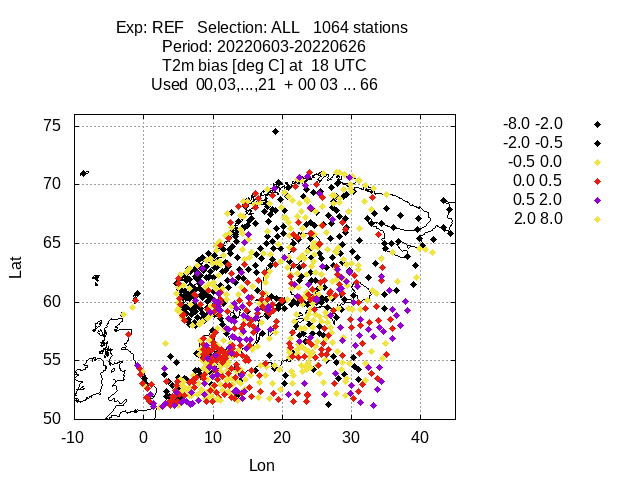 Exp: REF   Selection: ALL   1064 stations
Period: 20220603-20220626
T2m bias [deg C] at  18 UTC
Used  00,03,...,21  + 00 03 ... 66
-8.0 -2.0
-2.0 -0.5
-0.5 0.0
0.0 0.5
0.5 2.0
2.0 8.0
75
70
65
60
55
50
Lat
-10 0 10 20 30 40
Lon